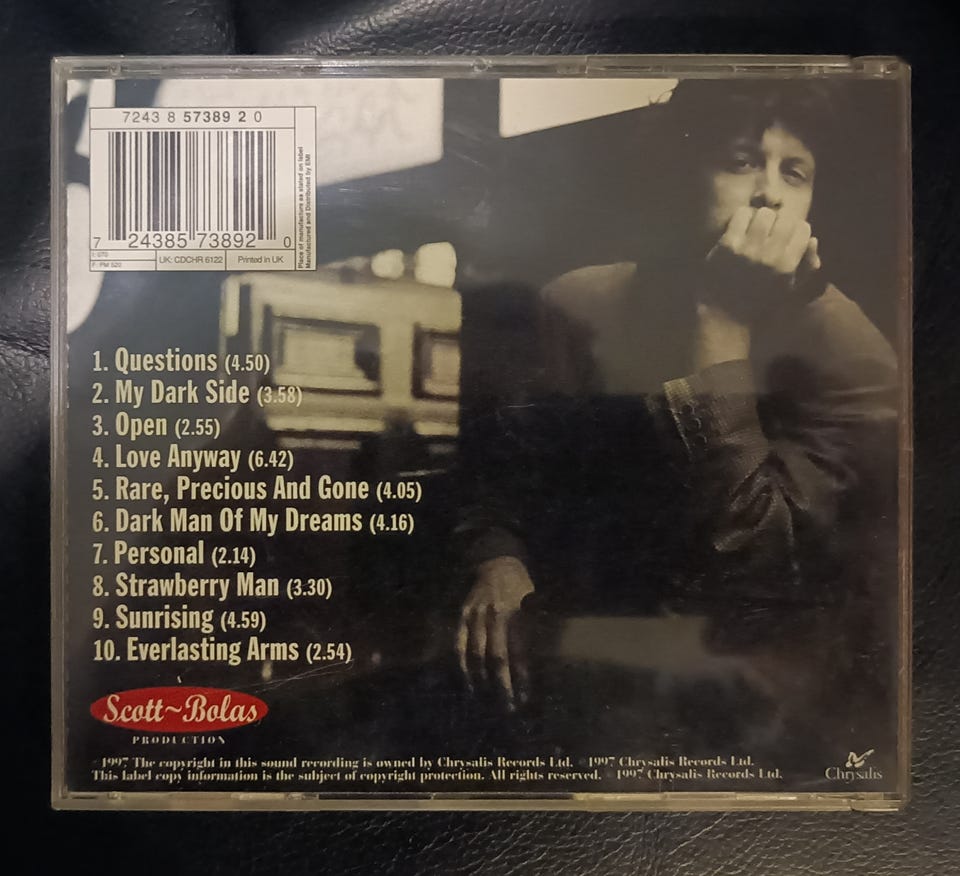 7243 8 57389 2 0
7 24385 73892 0
Place of manufacture as stated on label
Manufactured and Distributed by EMI
I: 070
F: PM 520
UK: CDCHR 6122
Printed in UK
1. Questions (4.50)
2. My Dark Side (3.58)
3. Open (2.55)
4. Love Anyway (6.42)
5. Rare, Precious And Gone (4.05)
6. Dark Man Of My Dreams (4.16)
7. Personal (2.14)
8. Strawberry Man (3.30)
9. Sunrising (4.59)
10. Everlasting Arms (2.54)
Scott~Bolas
PRODUCTION
1997 The copyright in this sound recording is owned by Chrysalis Records Ltd. 1997 Chrysalis Records Ltd.
This label copy information is the subject of copyright protection. All rights reserved. 1997 Chrysalis Records Ltd.
Chrysalis